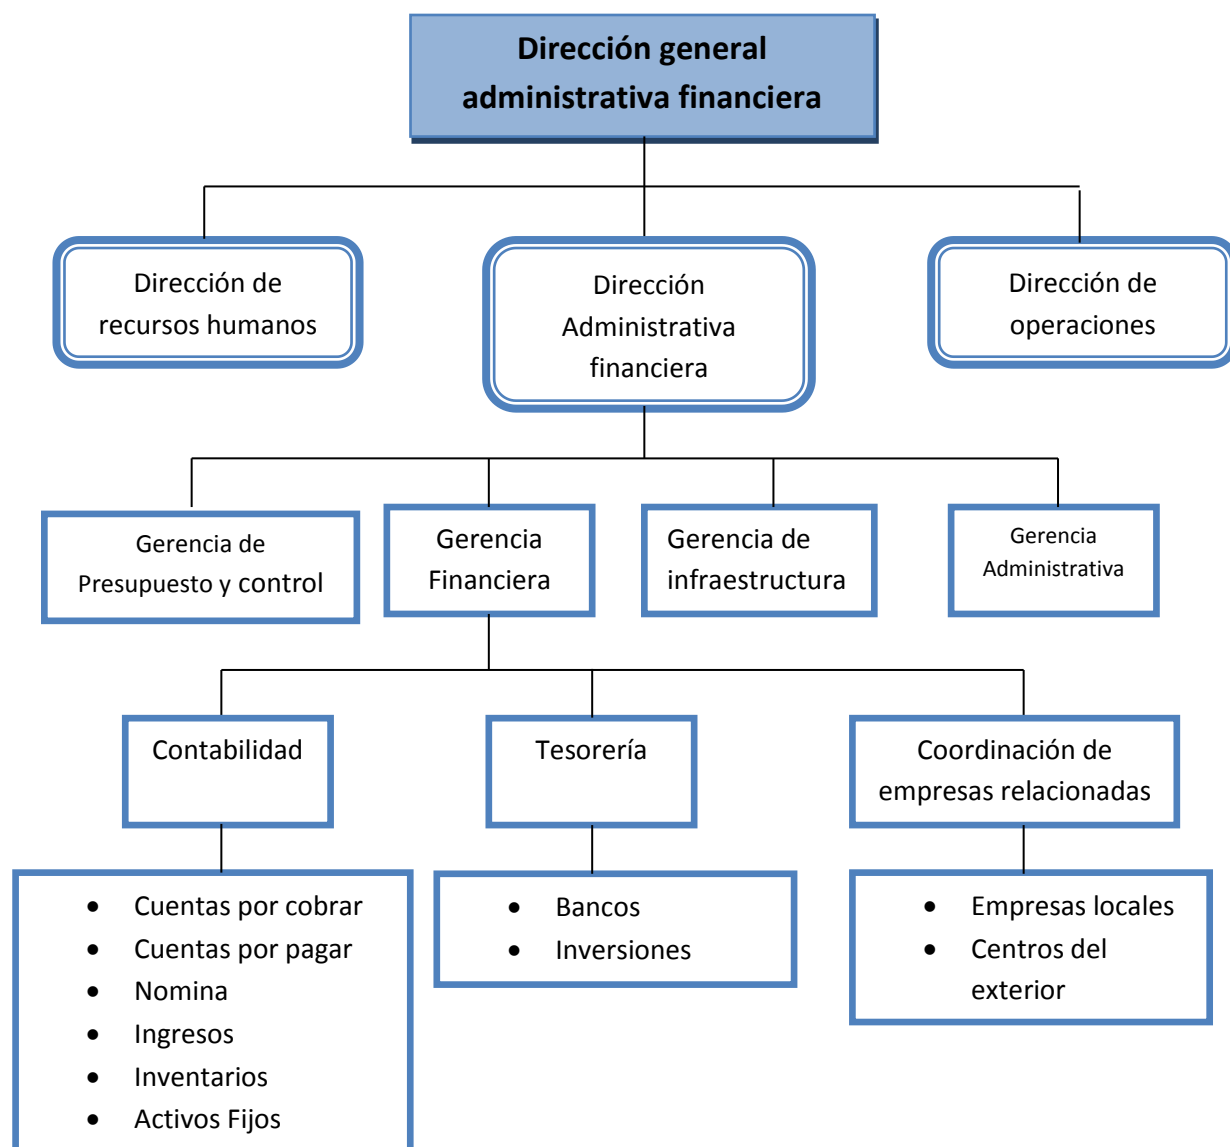 Dirección general
administrativa financiera
Dirección de
recursos humanos
Dirección
Administrativa
financiera
Dirección de
operaciones
Gerencia de
Presupuesto y control
Gerencia
Financiera
Gerencia de
infraestructura
Gerencia
Administrativa
Contabilidad
Tesorería
Coordinación de
empresas relacionadas
• Cuentas por cobrar
• Cuentas por pagar
• Nomina
• Ingresos
• Inventarios
• Activos Fijos
• Bancos
• Inversiones
• Empresas locales
• Centros del
exterior